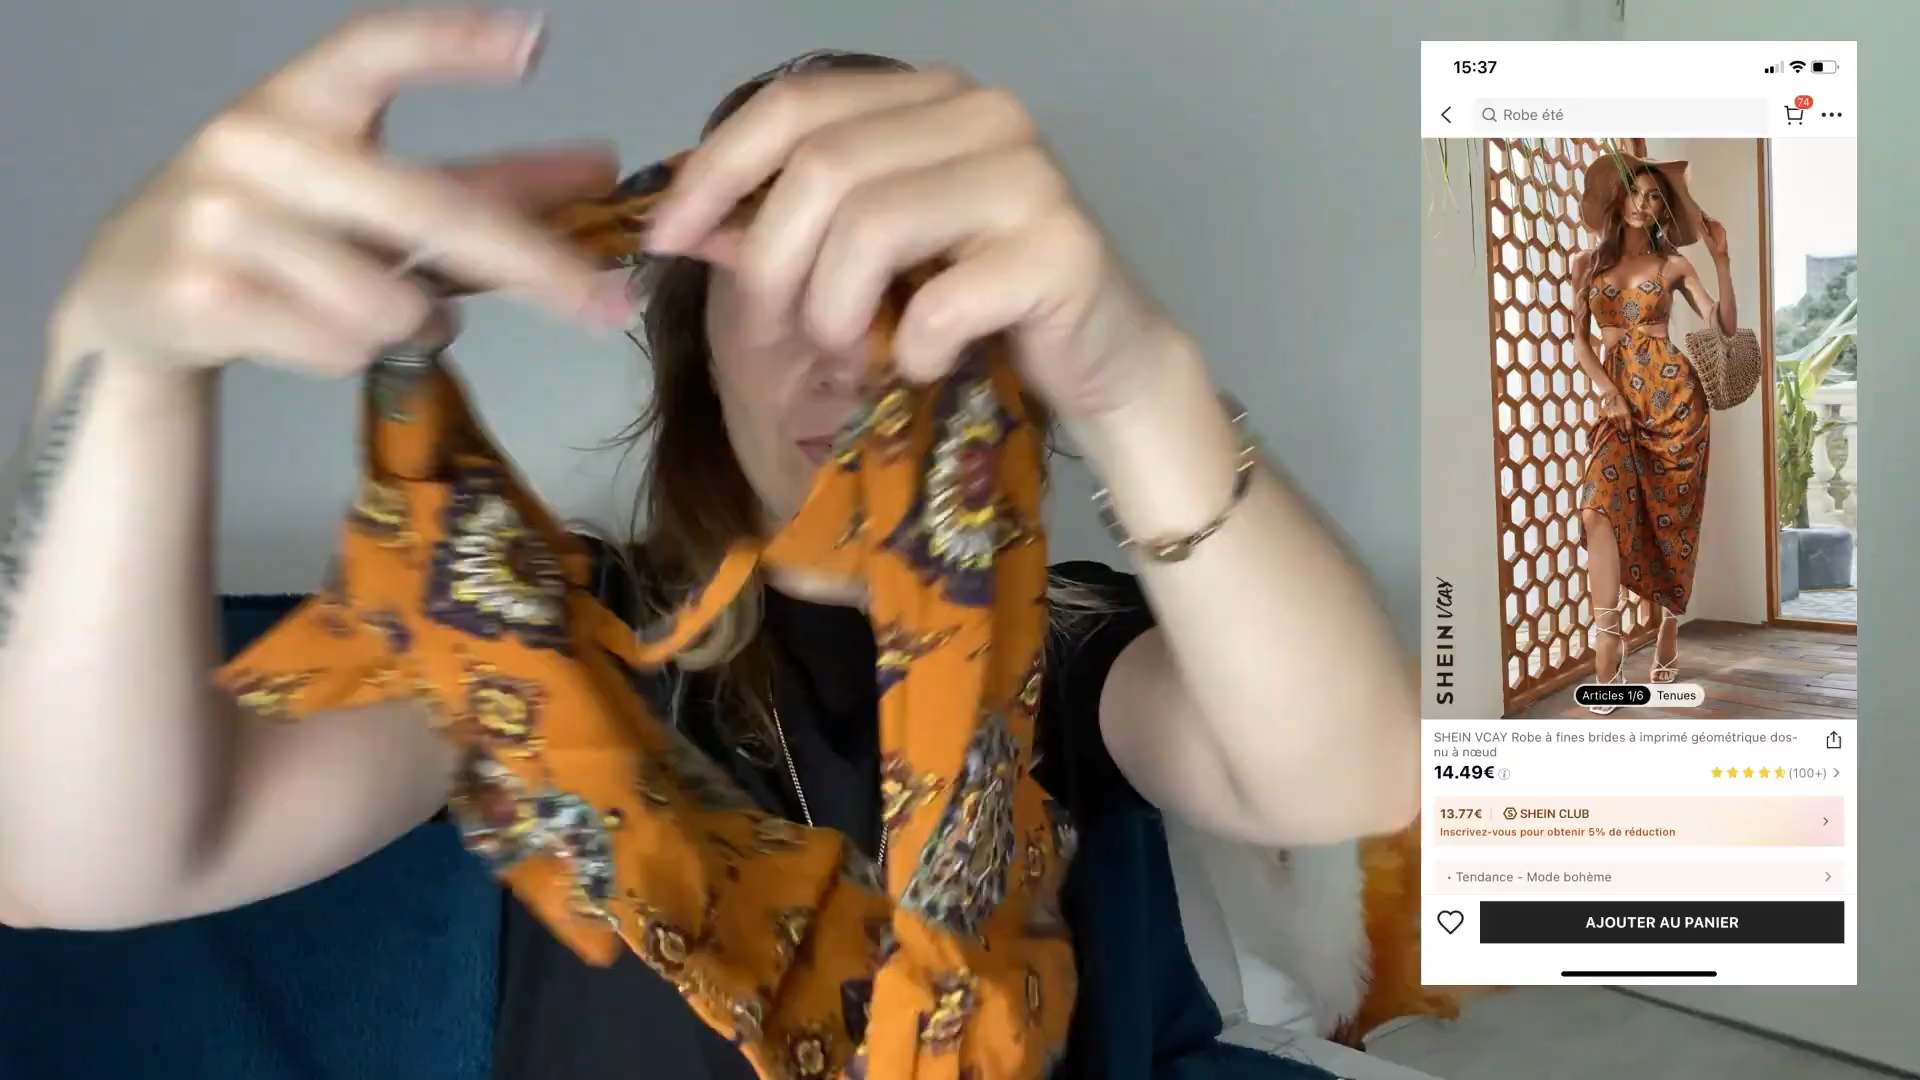 15:37
Robe été
74
SHEIN VCAY
Articles 1/6 Tenues
SHEIN VCAY Robe à fines brides à imprimé géométrique dos-
nu à nœud
14.49€
(100+)
13.77€ SHEIN CLUB
Inscrivez-vous pour obtenir 5% de réduction
• Tendance - Mode bohème
AJOUTER AU PANIER